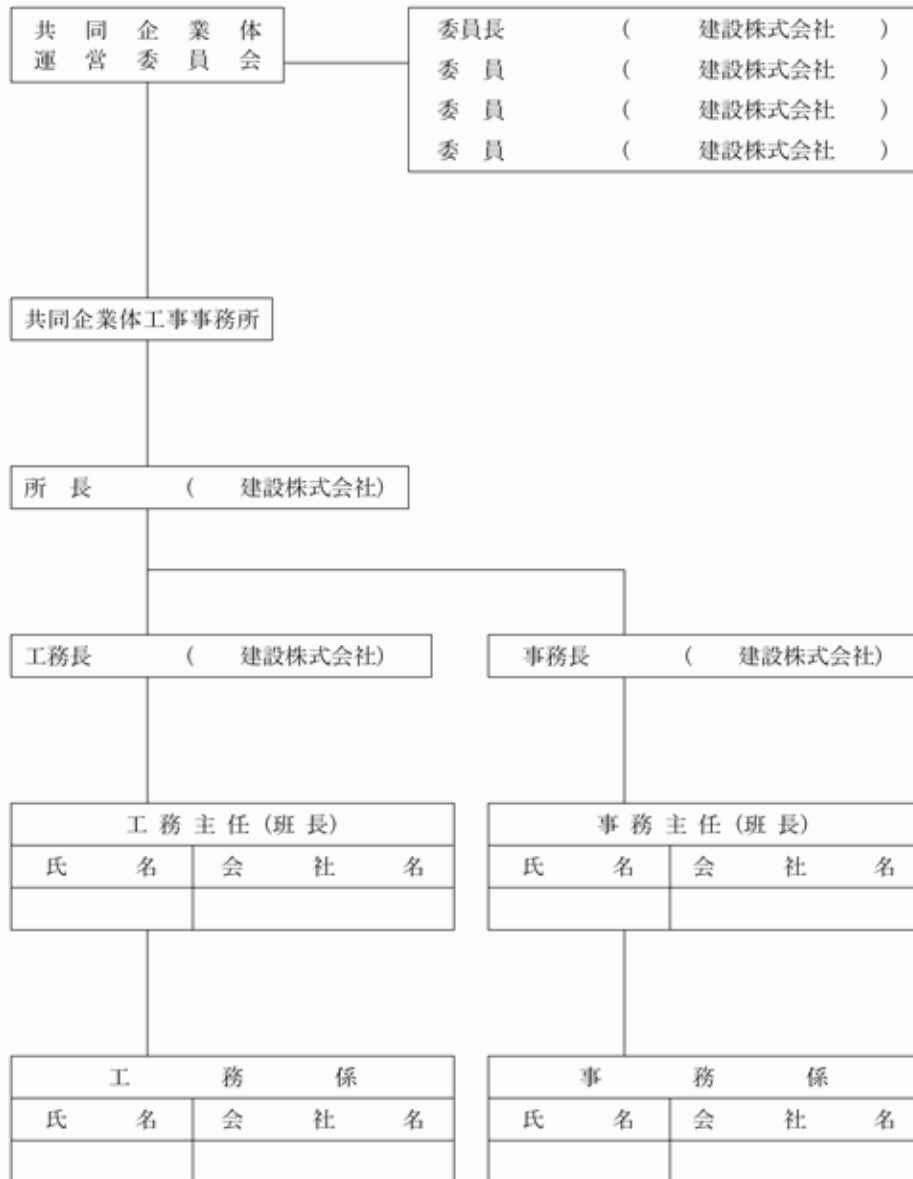 共同企業体
運営委員会
委員長 ( 建設株式会社 )
委員 ( 建設株式会社 )
委員 ( 建設株式会社 )
委員 ( 建設株式会社 )
共同企業体工事事務所
所長 ( 建設株式会社)
工務長 ( 建設株式会社)
事務長 ( 建設株式会社)
工務主任(班長)
氏名 会社名
事務主任(班長)
氏名 会社名
工務係
氏名 会社名
事務係
氏名 会社名